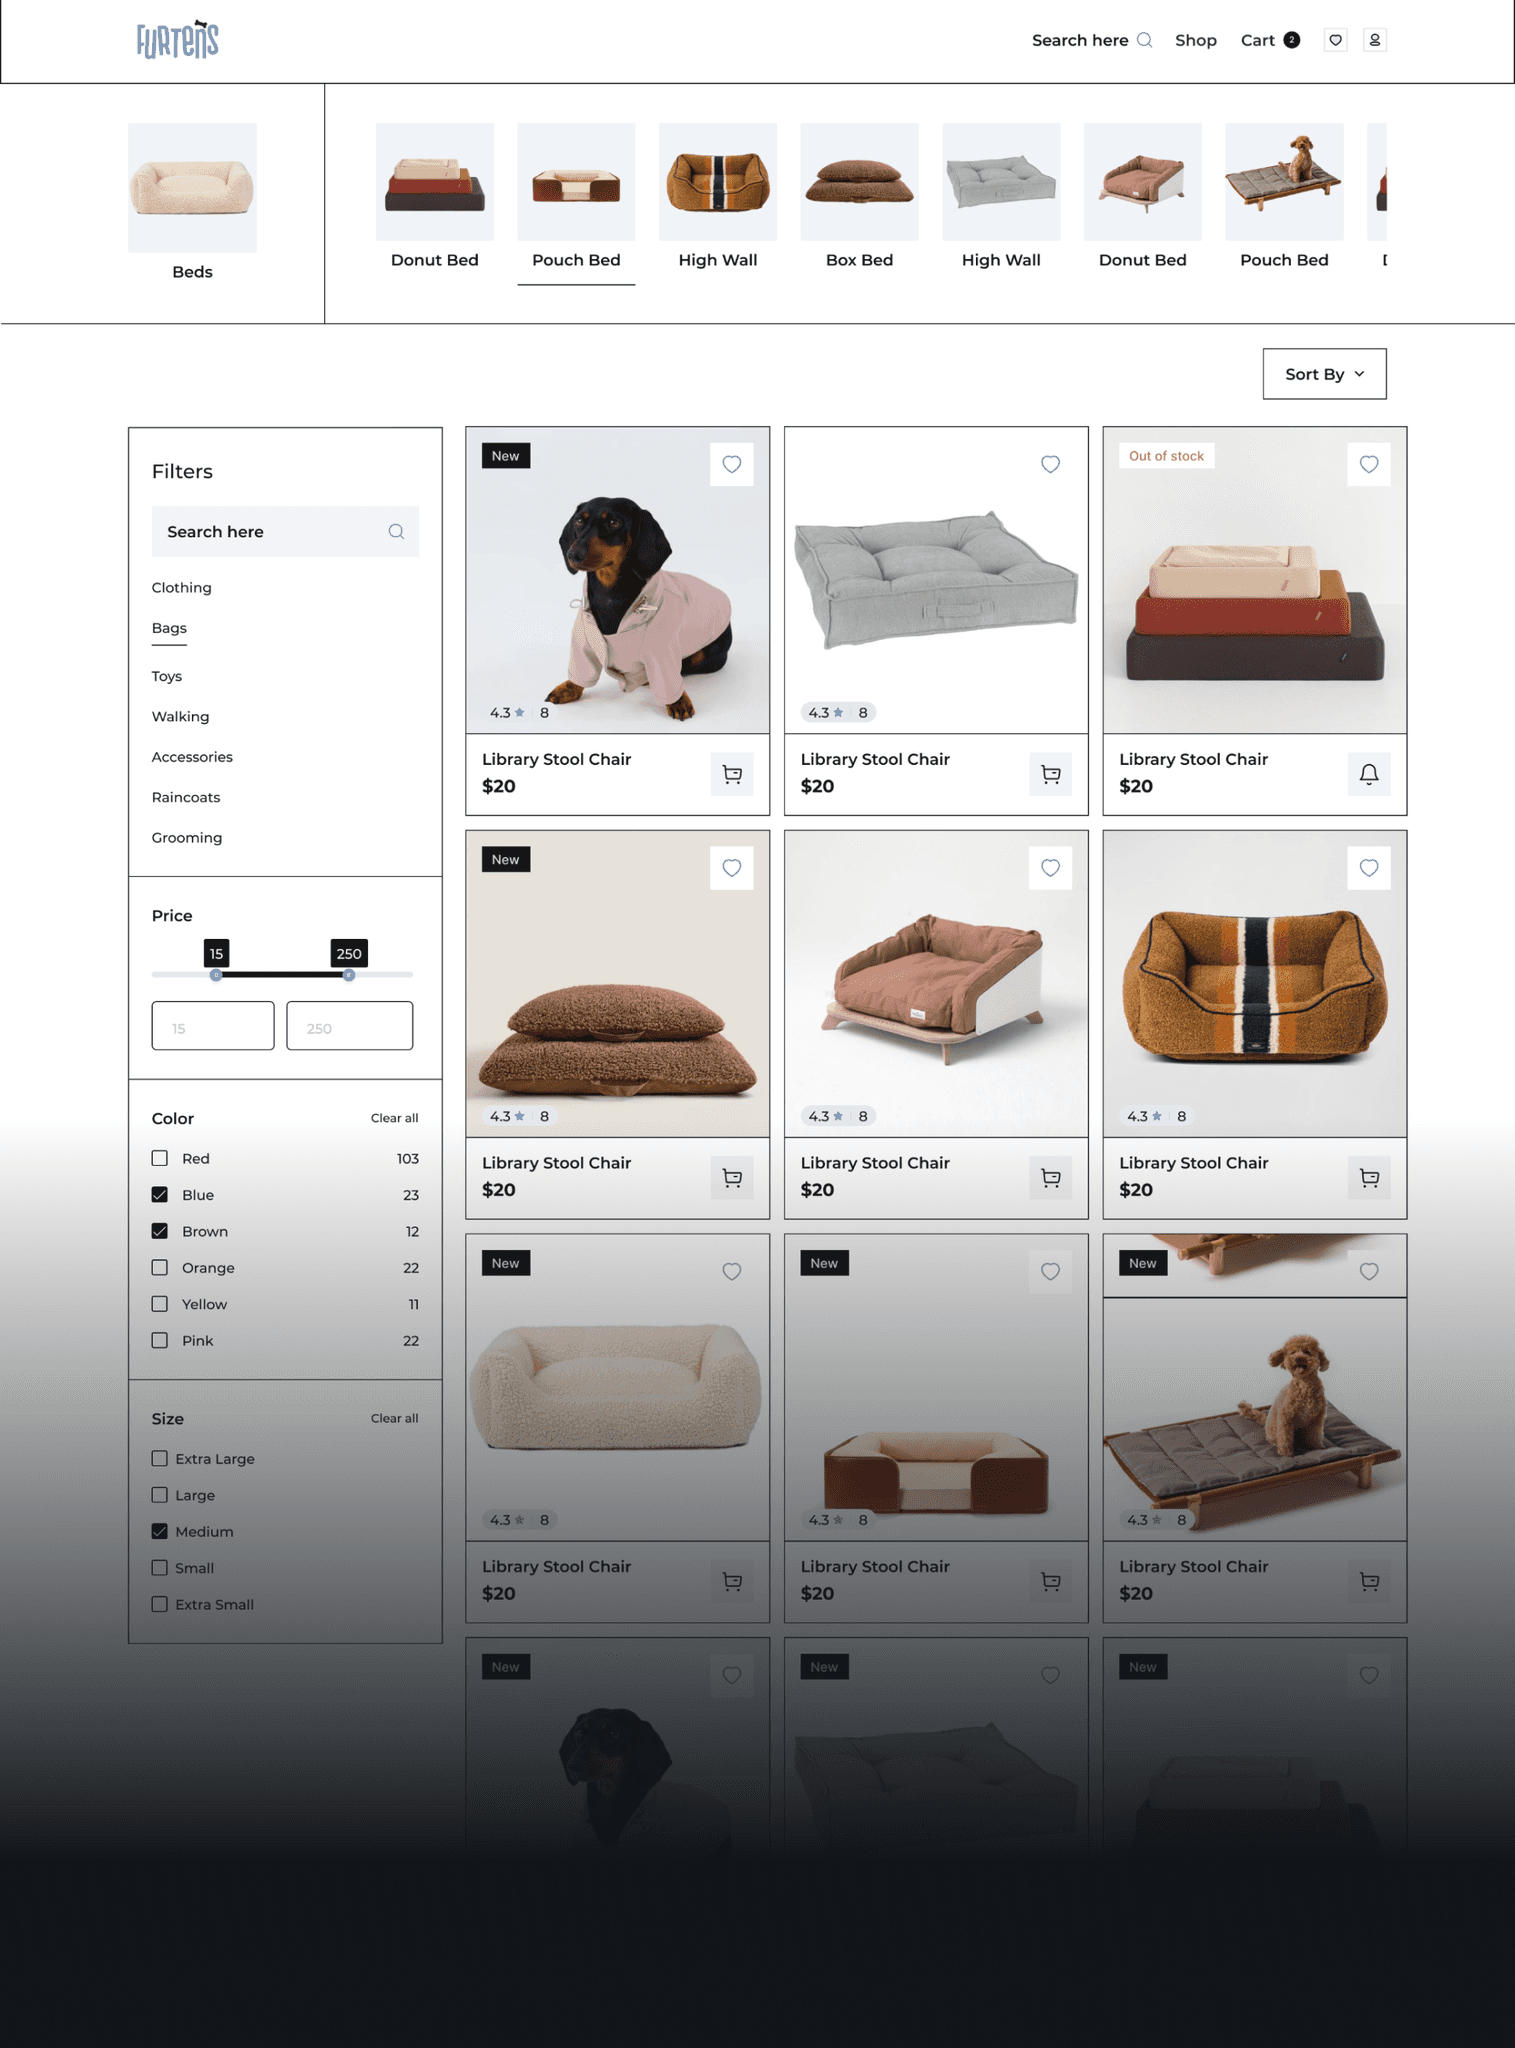 FURTENS
Search here
Shop
Cart 2
Beds
Donut Bed
Pouch Bed
High Wall
Box Bed
High Wall
Donut Bed
Pouch Bed
Sort By
Filters
Search here
Clothing
Bags
Toys
Walking
Accessories
Raincoats
Grooming
Price
15
250
15
250
Color
Clear all
Red 103
Blue 23
Brown 12
Orange 22
Yellow 11
Pink 22
Size
Clear all
Extra Large
Large
Medium
Small
Extra Small
New
4.3 8
Library Stool Chair
$20
4.3 8
Library Stool Chair
$20
Out of stock
Library Stool Chair
$20
New
4.3 8
Library Stool Chair
$20
4.3 8
Library Stool Chair
$20
4.3 8
Library Stool Chair
$20
New
4.3 8
Library Stool Chair
$20
New
4.3 8
Library Stool Chair
$20
New
4.3 8
Library Stool Chair
$20
New
New
New